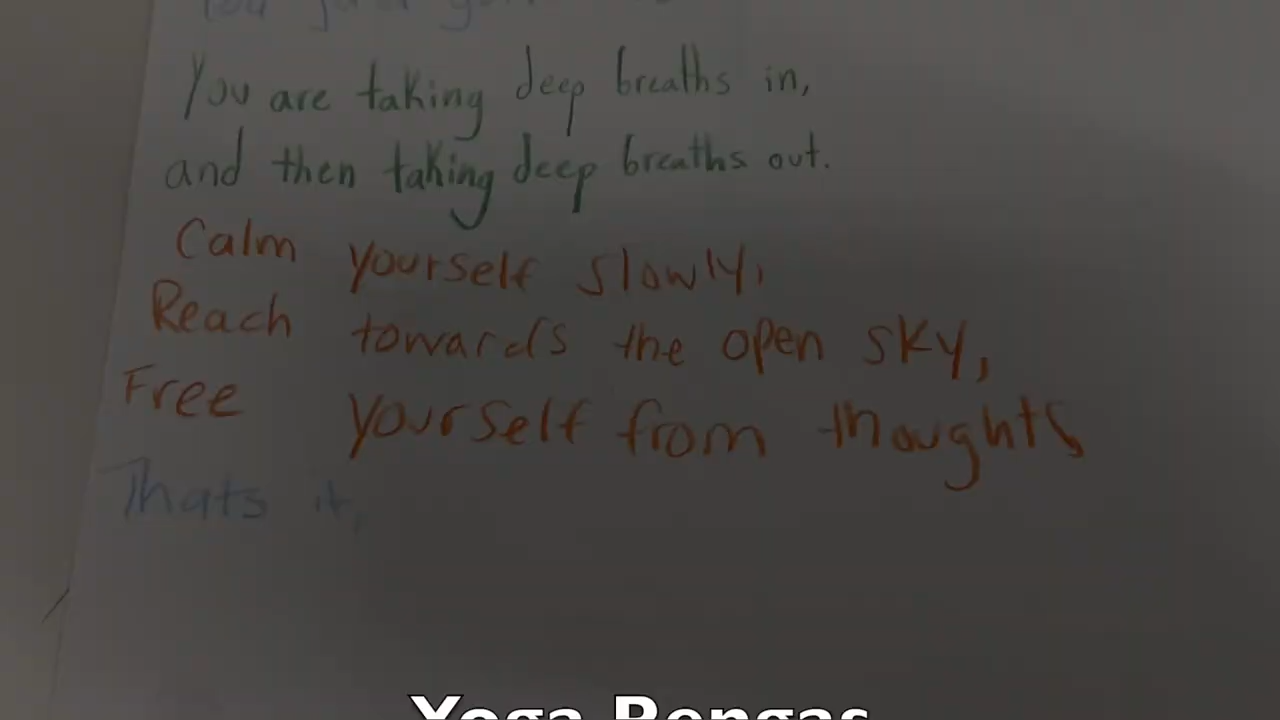 You are taking deep breaths in,
and then taking deep breaths out.
Calm yourself slowly,
Reach towards the open sky,
Free yourself from thoughts
Thats it,
Yoga Rengas